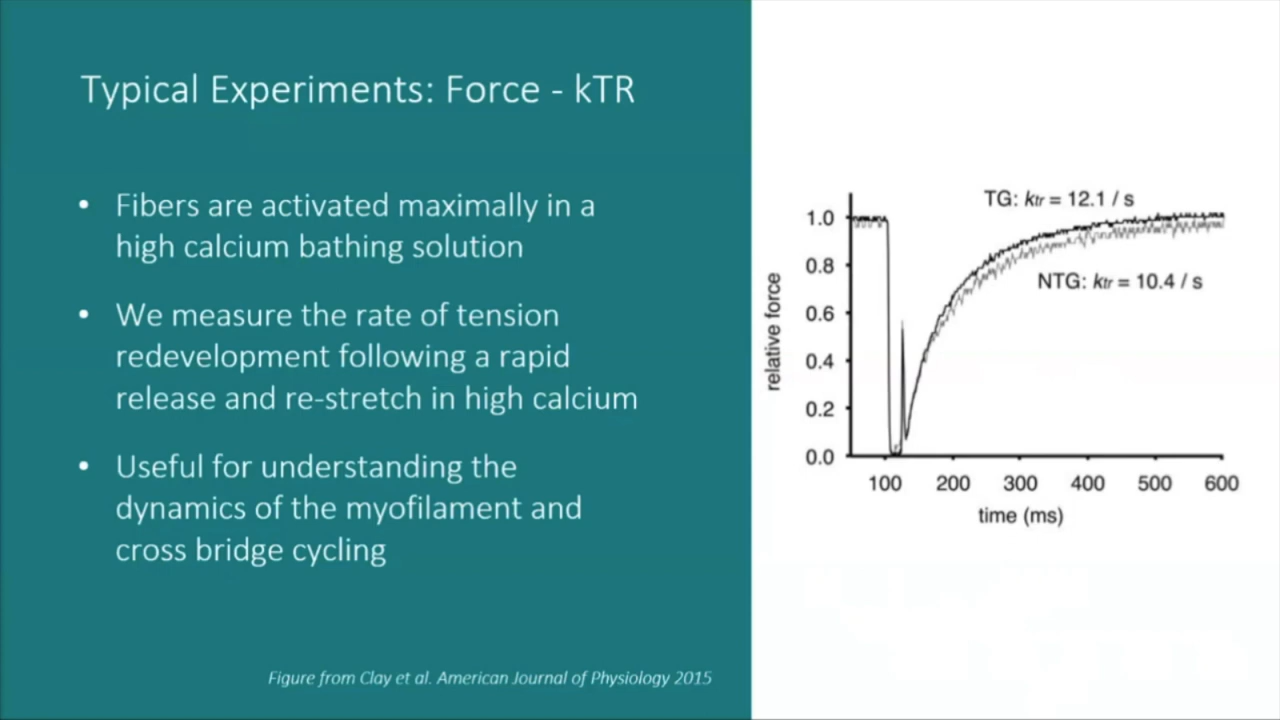 Typical Experiments: Force - kTR
• Fibers are activated maximally in a
high calcium bathing solution
• We measure the rate of tension
redevelopment following a rapid
release and re-stretch in high calcium
• Useful for understanding the
dynamics of the myofilament and
cross bridge cycling
Figure from Clay et al. American Journal of Physiology 2015
TG: ktr = 12.1 / s
NTG: ktr = 10.4 / s
relative force
1.0
0.8
0.6
0.4
0.2
0.0
100 200 300 400 500 600
time (ms)